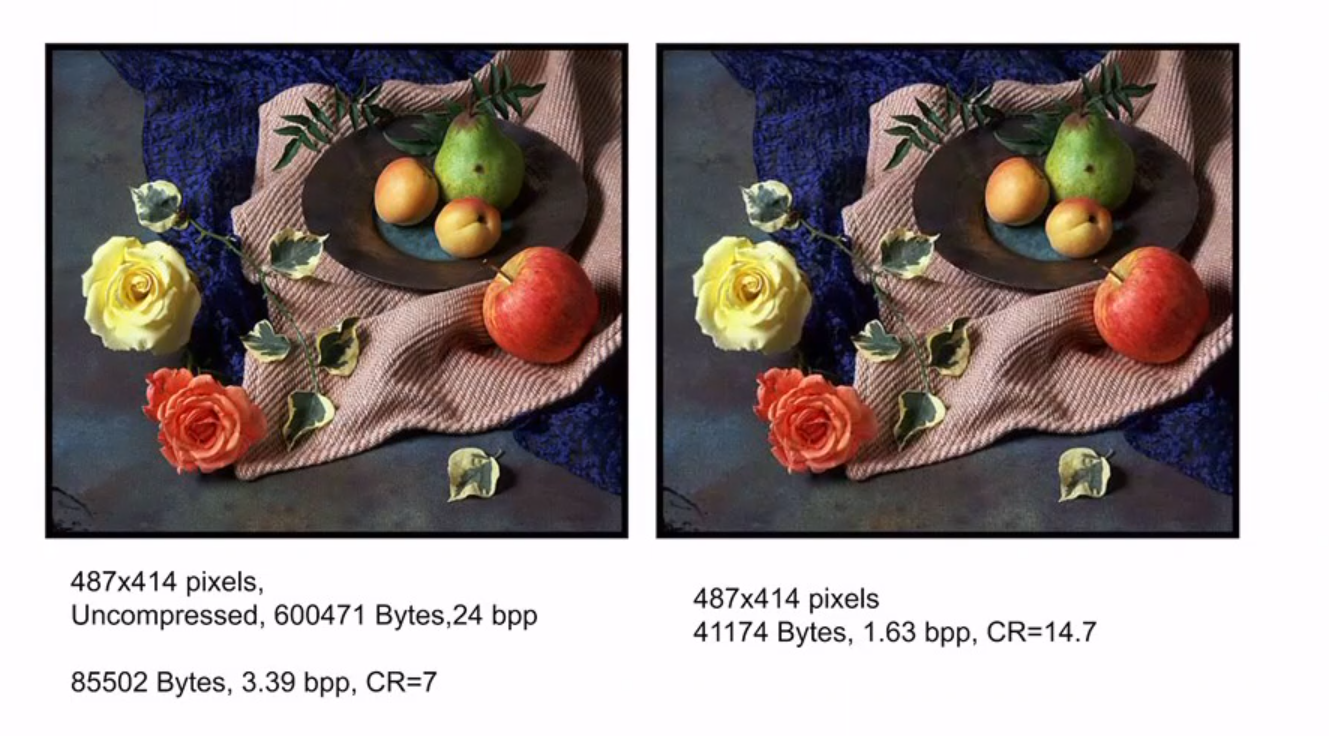 487x414 pixels,
Uncompressed, 600471 Bytes,24 bpp
85502 Bytes, 3.39 bpp, CR=7
487x414 pixels
41174 Bytes, 1.63 bpp, CR=14.7